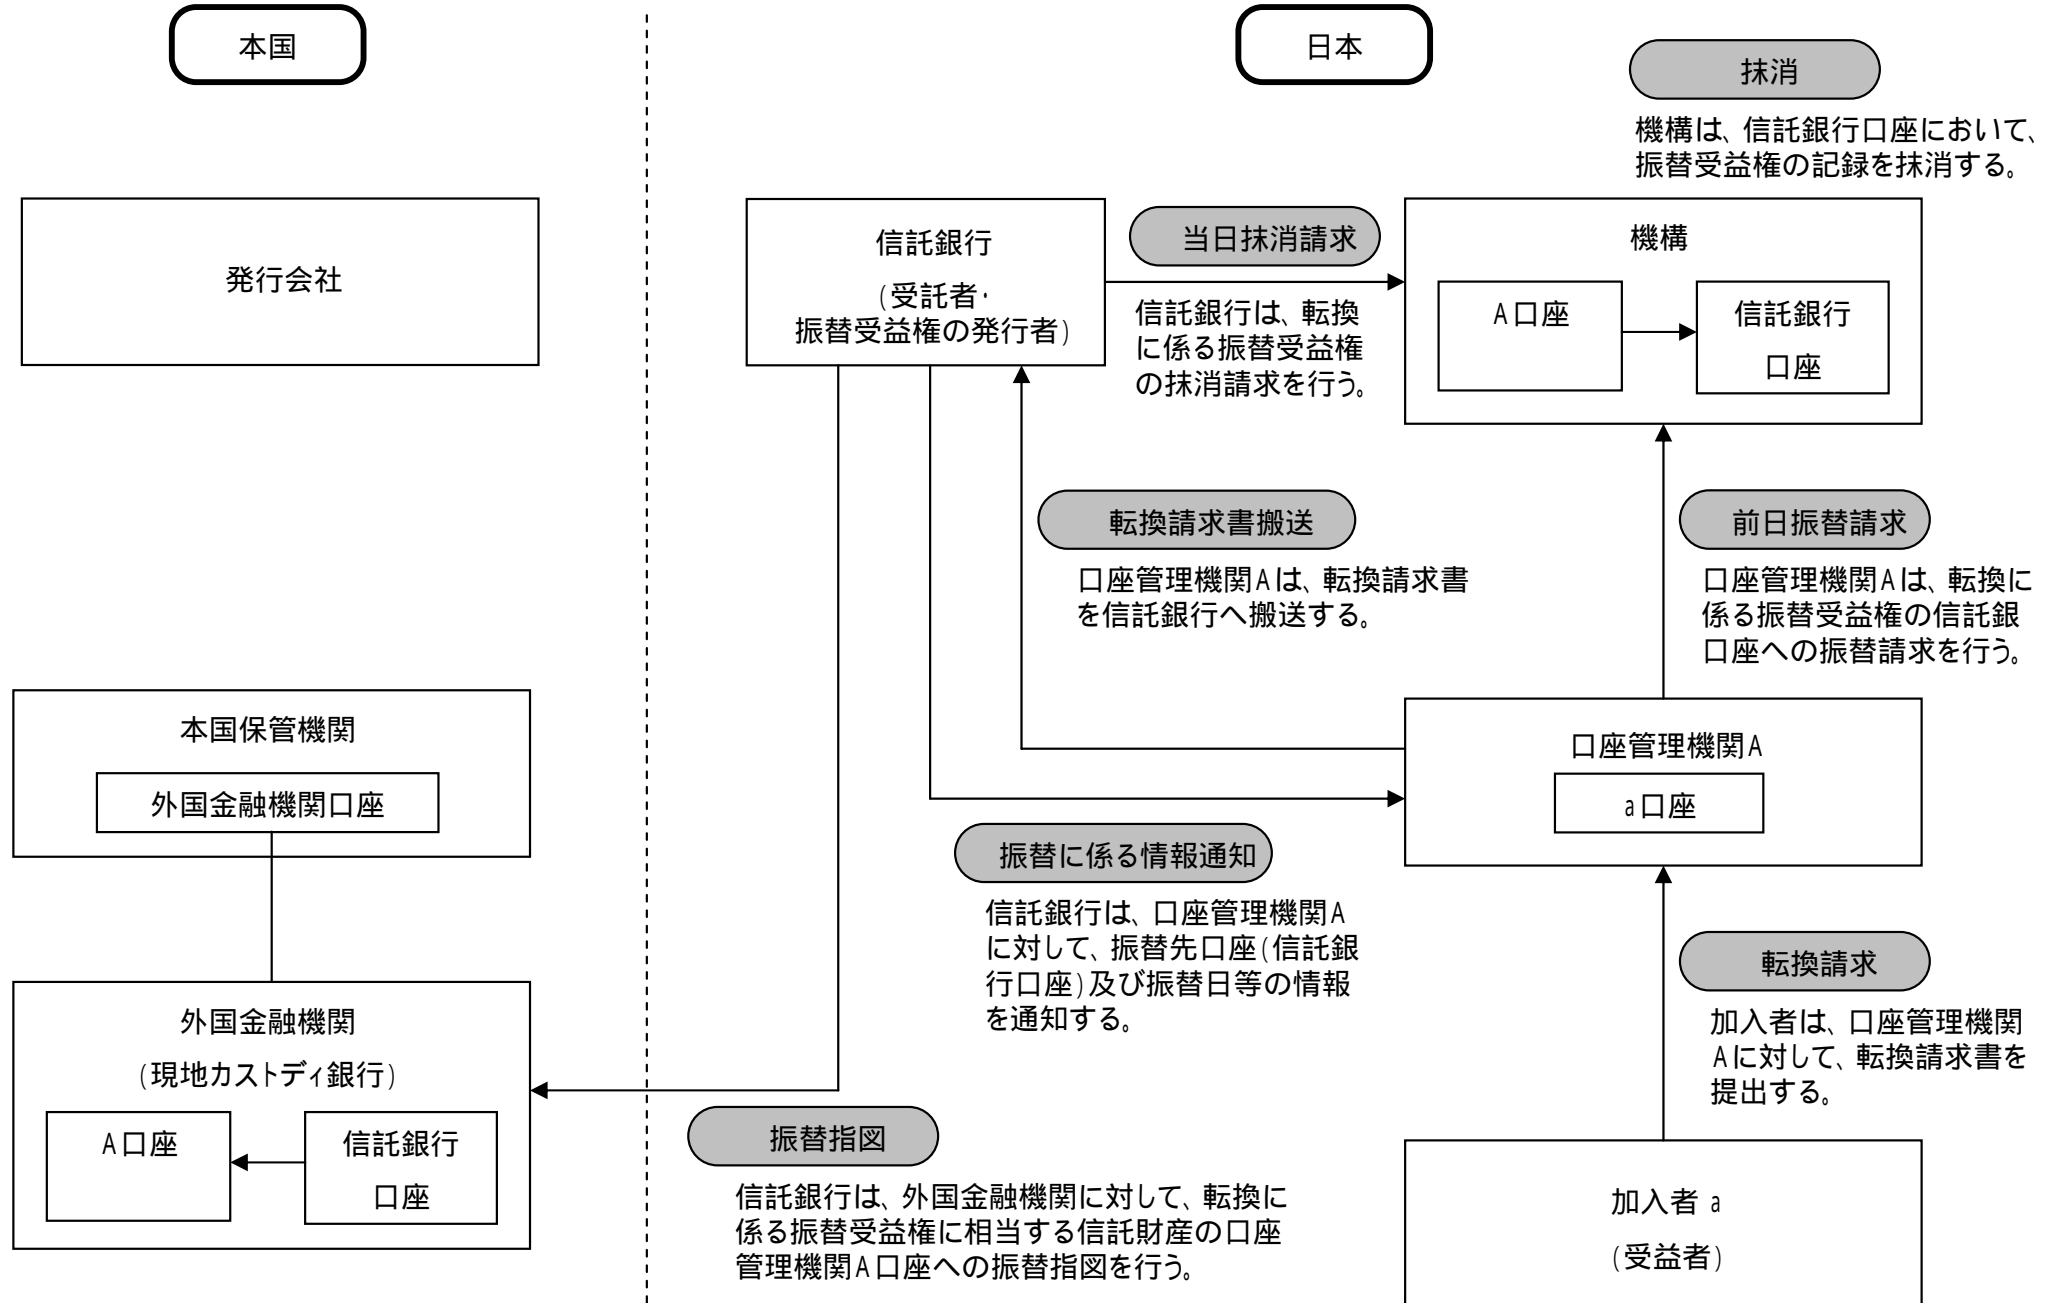 本国
日本
抹消
機構は、信託銀行口座において、
振替受益権の記録を抹消する。
発行会社
信託銀行
(受託者・
振替受益権の発行者)
当日抹消請求
信託銀行は、転換
に係る振替受益権
の抹消請求を行う。
機構
A口座
信託銀行
口座
転換請求書搬送
口座管理機関Aは、転換請求書
を信託銀行へ搬送する。
前日振替請求
口座管理機関Aは、転換に
係る振替受益権の信託銀
口座への振替請求を行う。
本国保管機関
外国金融機関口座
口座管理機関A
a口座
振替に係る情報通知
信託銀行は、口座管理機関A
に対して、振替先口座(信託銀
行口座)及び振替日等の情報
を通知する。
転換請求
加入者は、口座管理機関
Aに対して、転換請求書を
提出する。
外国金融機関
(現地カストディ銀行)
A口座
信託銀行
口座
振替指図
信託銀行は、外国金融機関に対して、転換に
係る振替受益権に相当する信託財産の口座
管理機関A口座への振替指図を行う。
加入者 a
(受益者)